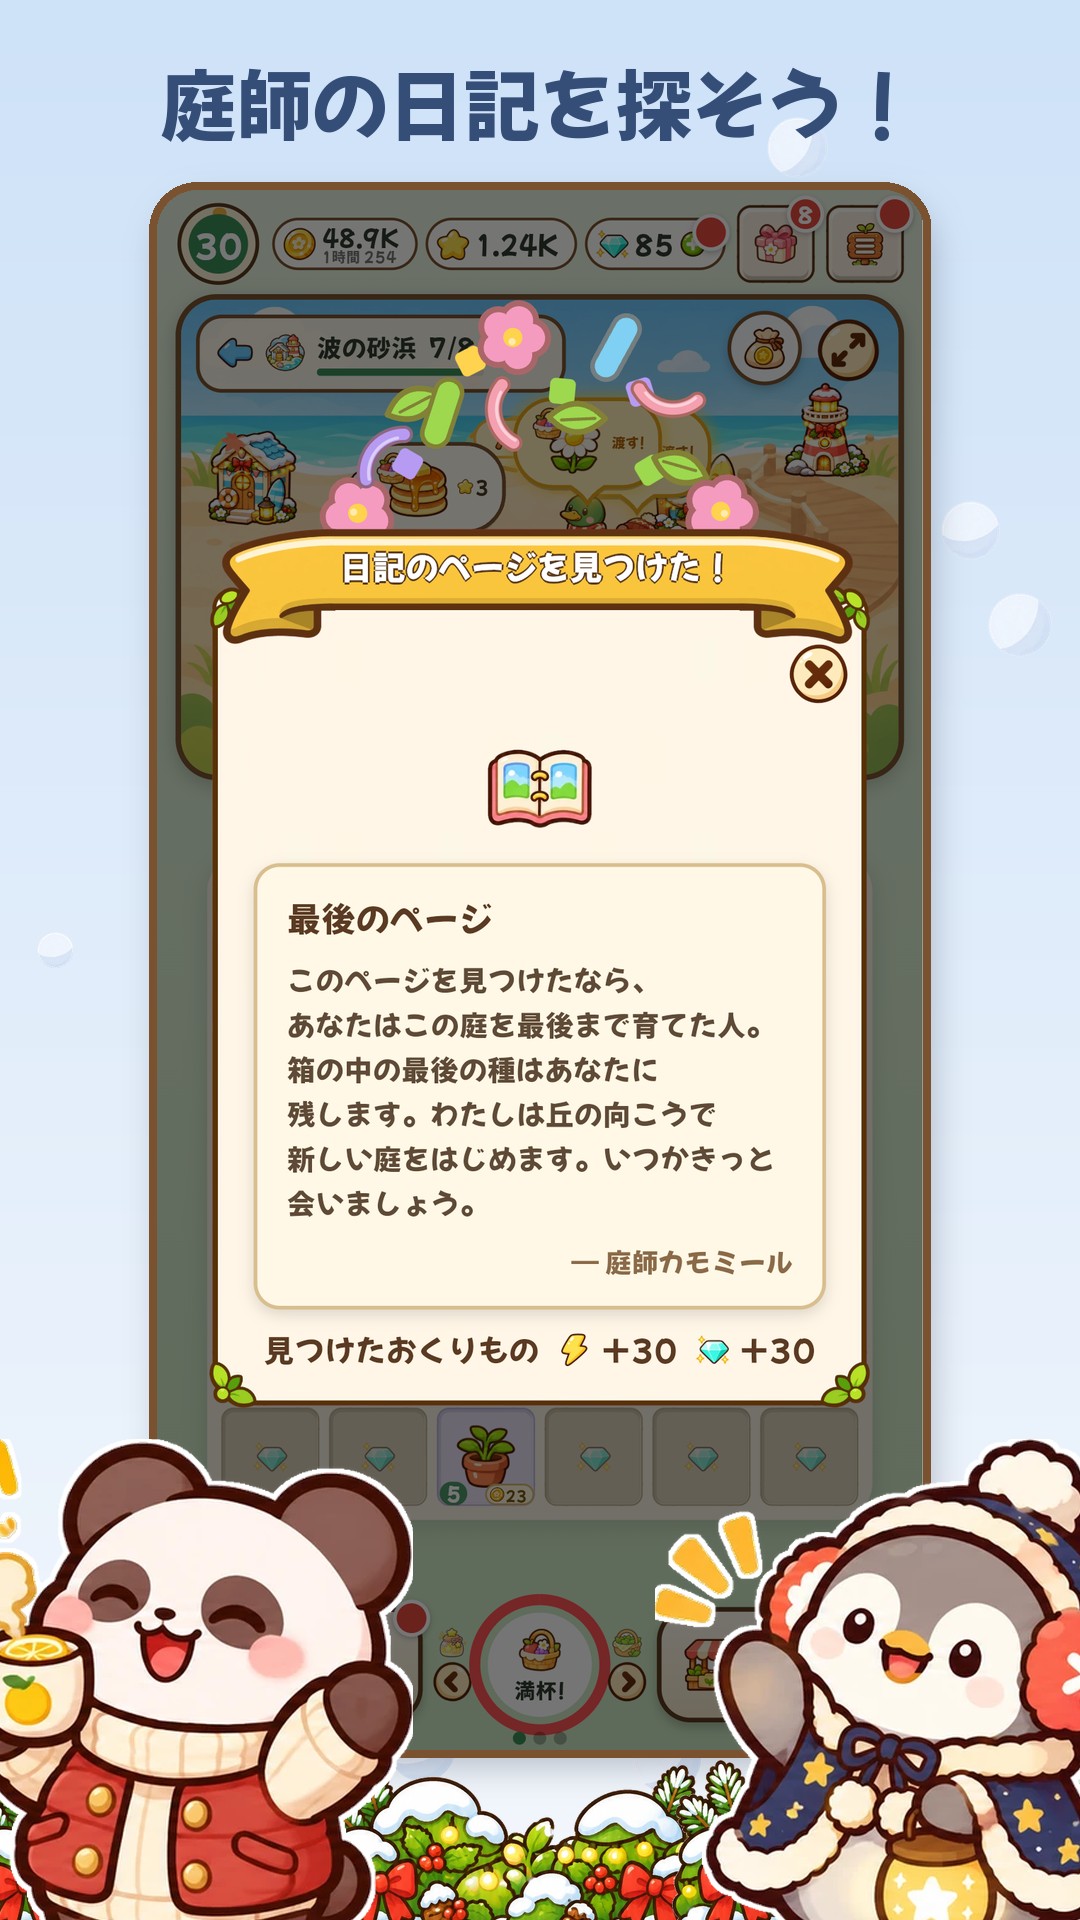 庭師の日記を探そう！
30
48.9K
1時間 254
1.24K
85
8
波の砂浜 7/8
渡す!
渡す!
3
日記のページを見つけた！
最後のページ
このページを見つけたなら、
あなたはこの庭を最後まで育てた人。
箱の中の最後の種はあなたに
残します。わたしは丘の向こうで
新しい庭をはじめます。いつかきっと
会いましょう。
— 庭師カモミール
見つけたおくりもの +30 +30
5
23
満杯!